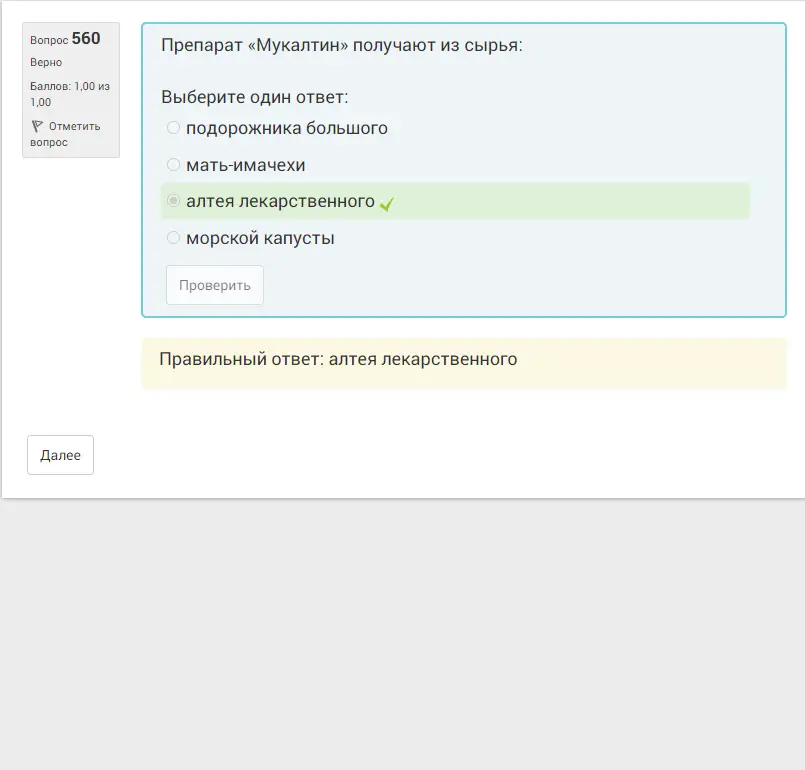 Вопрос 560
Верно
Баллов: 1,00 из
1,00
Отметить
вопрос
Препарат «Мукалтин» получают из сырья:
Выберите один ответ:
подорожника большого
мать-имачехи
алтея лекарственного
морской капусты
Проверить
Правильный ответ: алтея лекарственного
Далее